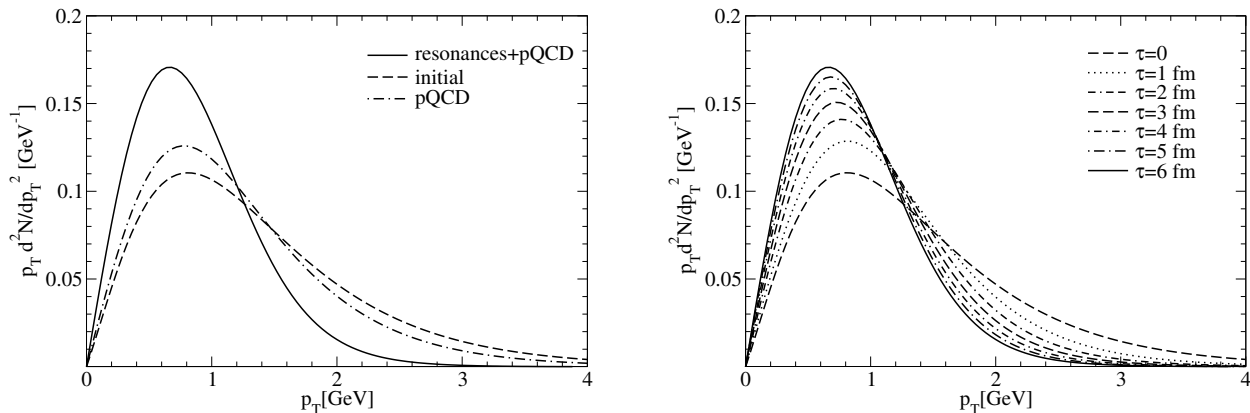 0.2
0.15
0.1
0.05
0 1 2 3 4
p_T[GeV]
p_T d^2N/dp_T^2 [GeV^-1]
resonances+pQCD
initial
pQCD
0.2
0.15
0.1
0.05
0 1 2 3 4
p_T[GeV]
p_T d^2N/dp_T^2 [GeV^-1]
τ=0
τ=1 fm
τ=2 fm
τ=3 fm
τ=4 fm
τ=5 fm
τ=6 fm